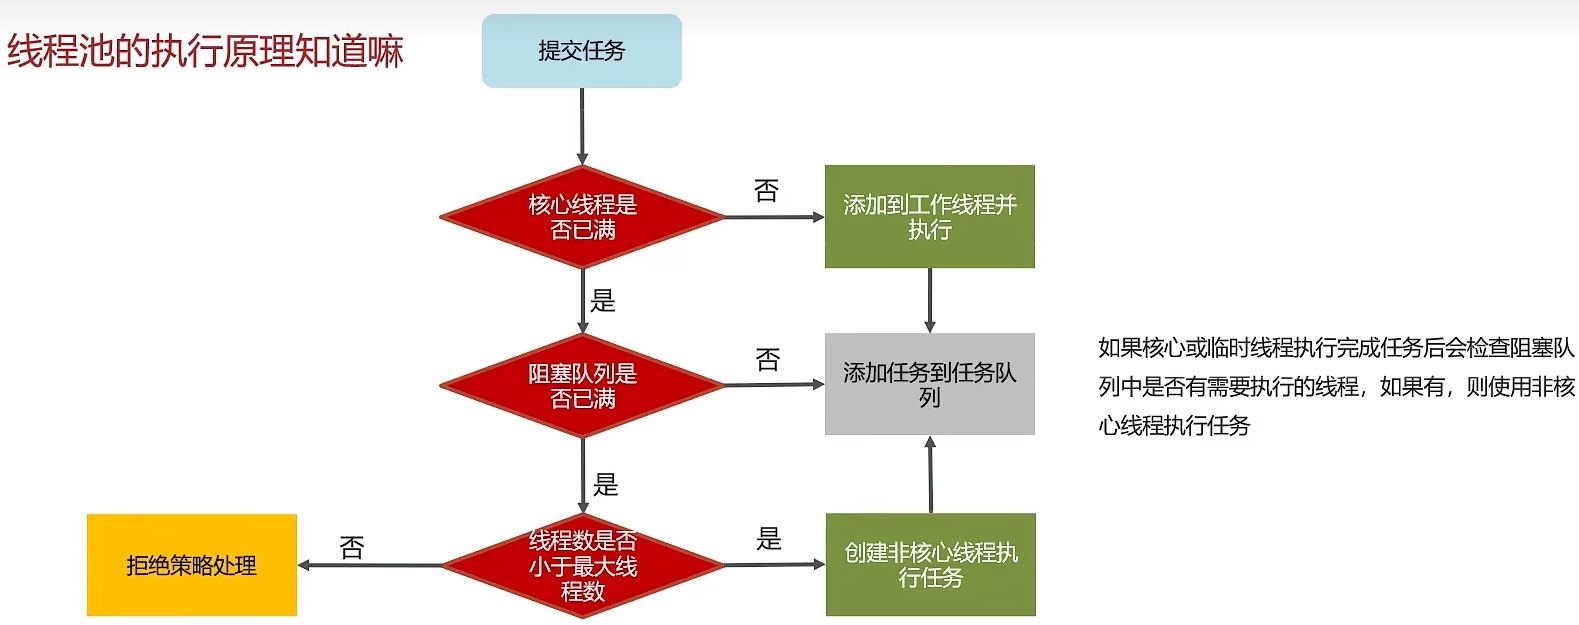 线程池的执行原理知道嘛
提交任务
核心线程是
否已满
否
添加到工作线程并
执行
是
阻塞队列是
否已满
否
添加任务到任务队
列
如果核心或临时线程执行完成任务后会检查阻塞队
列中是否有需要执行的线程，如果有，则使用非核
心线程执行任务
是
线程数是否
小于最大线
程数
否
拒绝策略处理
是
创建非核心线程执
行任务